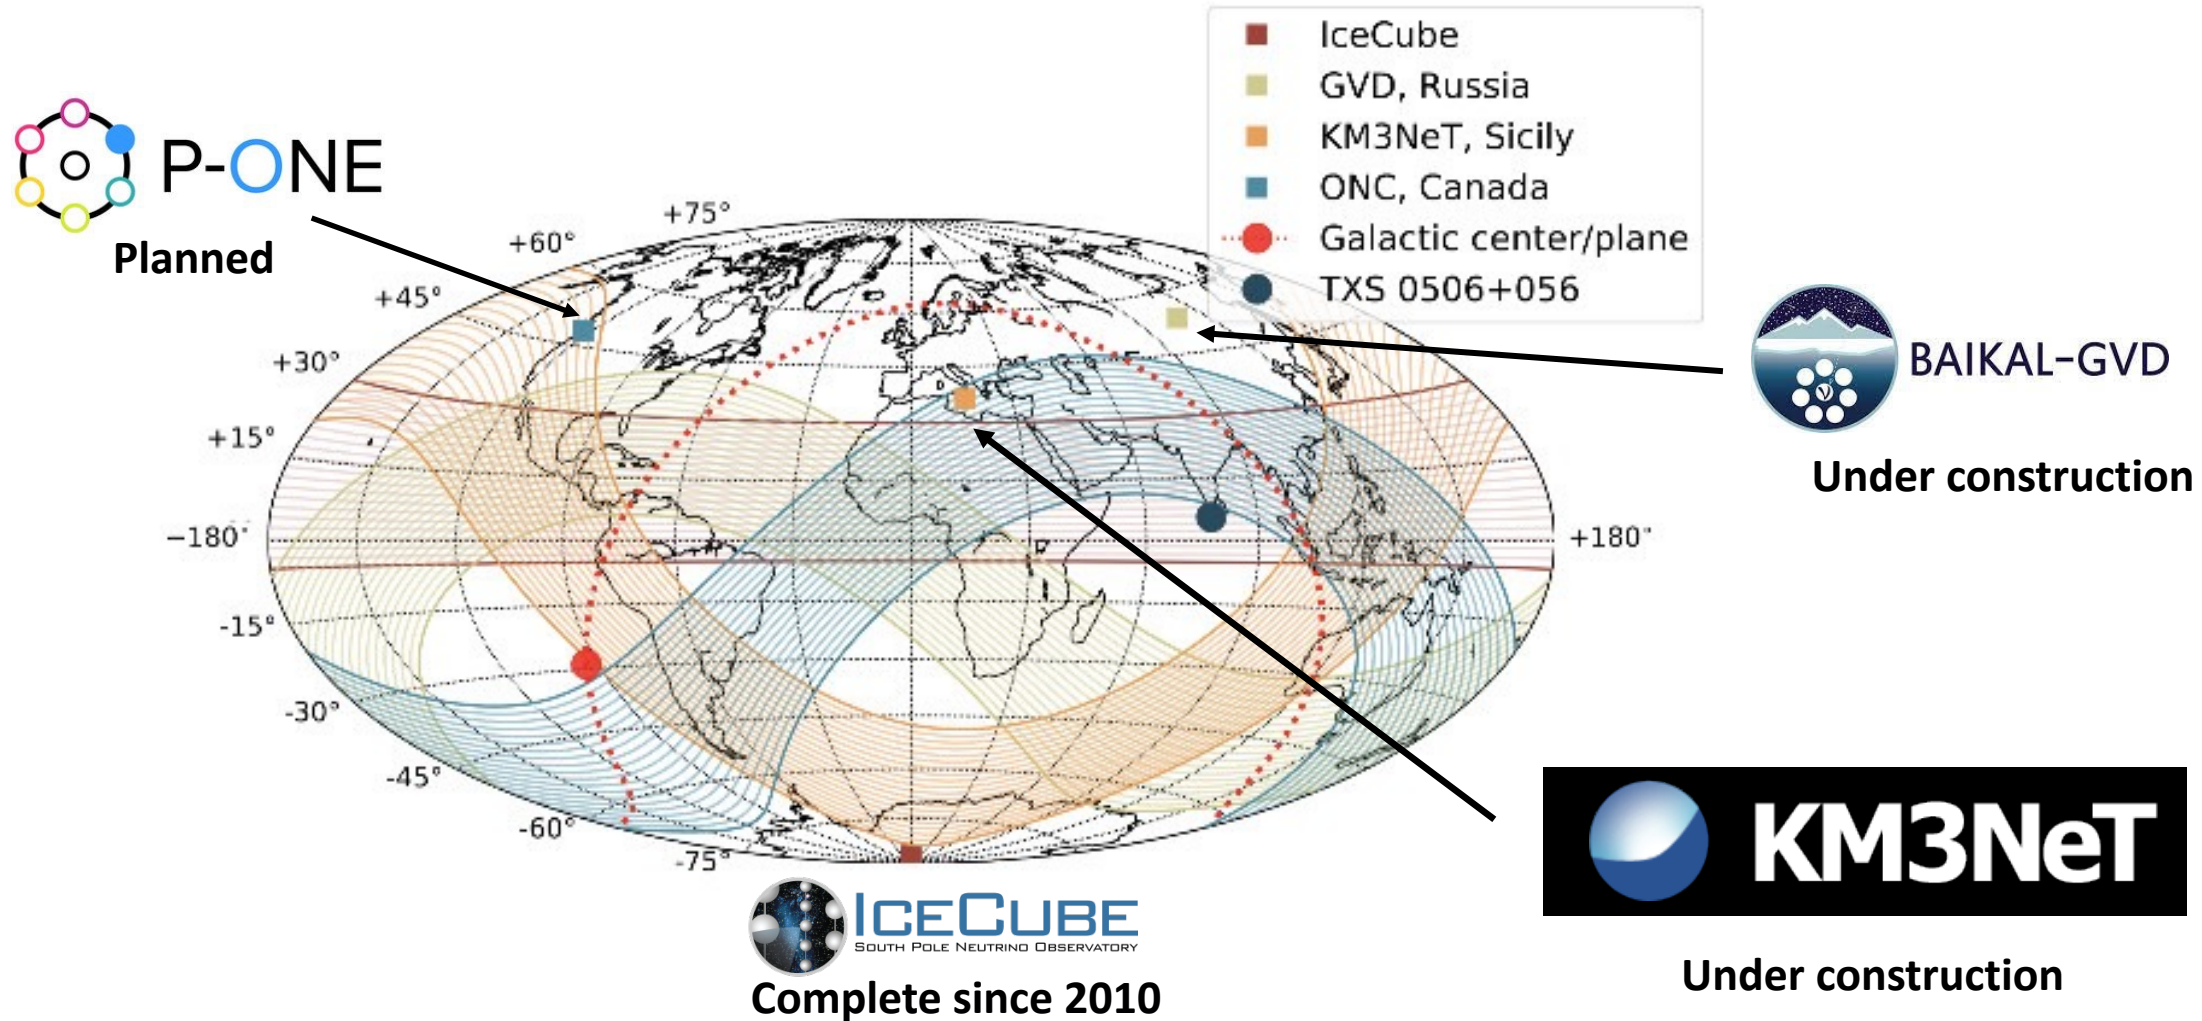 IceCube
GVD, Russia
KM3NeT, Sicily
ONC, Canada
Galactic center/plane
TXS 0506+056
P-ONE
Planned
+75°
+60°
+45°
+30°
+15°
−180°
+180°
-15°
-30°
-45°
-60°
-75°
BAIKAL-GVD
Under construction
KM3NeT
Under construction
ICECUBE
SOUTH POLE NEUTRINO OBSERVATORY
Complete since 2010